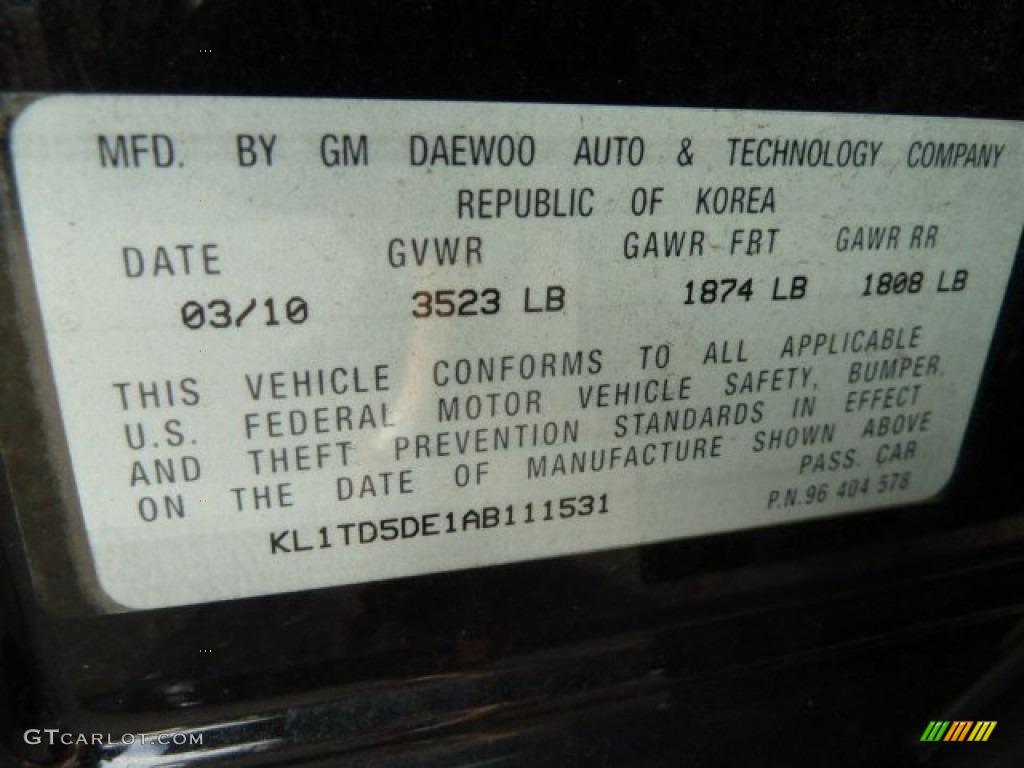 MFD. BY GM DAEWOO AUTO & TECHNOLOGY COMPANY
REPUBLIC OF KOREA
DATE GVWR GAWR FRT GAWR RR
03/10 3523 LB 1874 LB 1808 LB
THIS VEHICLE CONFORMS TO ALL APPLICABLE
U.S. FEDERAL MOTOR VEHICLE SAFETY, BUMPER,
AND THEFT PREVENTION STANDARDS IN EFFECT
ON THE DATE OF MANUFACTURE SHOWN ABOVE
PASS. CAR
KL1TD5DE1AB111531 P.N.96 404 578
GTCARLOT.COM